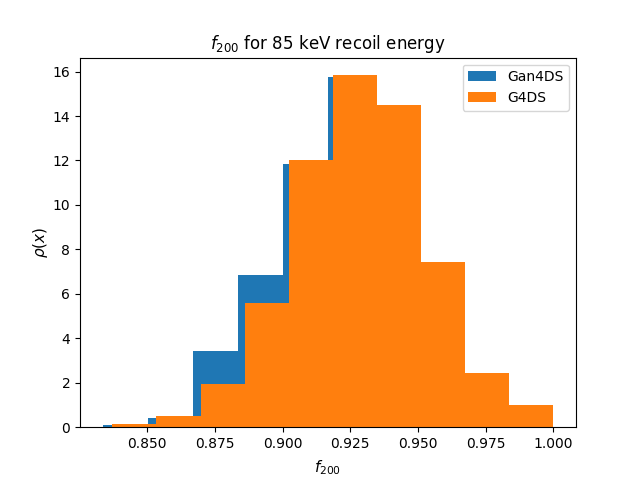 f₂₀₀ for 85 keV recoil energy
Gan4DS
G4DS
ρ(x)
16
14
12
10
8
6
4
2
0
0.850 0.875 0.900 0.925 0.950 0.975 1.000
f₂₀₀